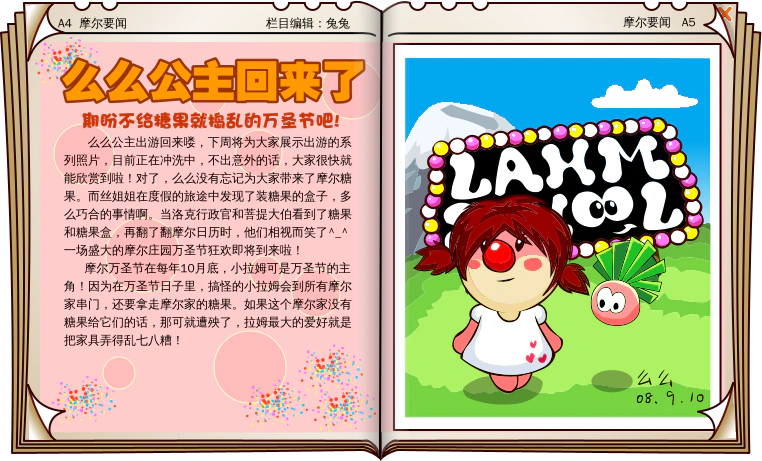 A4 摩尔要闻
栏目编辑：兔兔
么么公主回来了
期盼不给糖果就捣乱的万圣节吧!
么么公主出游回来喽，下周将为大家展示出游的系
列照片，目前正在冲洗中，不出意外的话，大家很快就
能欣赏到啦！对了，么么没有忘记为大家带来了摩尔糖
果。而丝姐姐在度假的旅途中发现了装糖果的盒子，多
么巧合的事情啊。当洛克行政官和菩提大伯看到了糖果
和糖果盒，再翻了翻摩尔日历时，他们相视而笑了^_^
一场盛大的摩尔庄园万圣节狂欢即将到来啦！
摩尔万圣节在每年10月底，小拉姆可是万圣节的主
角！因为在万圣节日子里，搞怪的小拉姆会到所有摩尔
家串门，还要拿走摩尔家的糖果。如果这个摩尔家没有
糖果给它们的话，那可就遭殃了，拉姆最大的爱好就是
把家具弄得乱七八糟！
摩尔要闻 A5
LAHM
么么
08.9.10